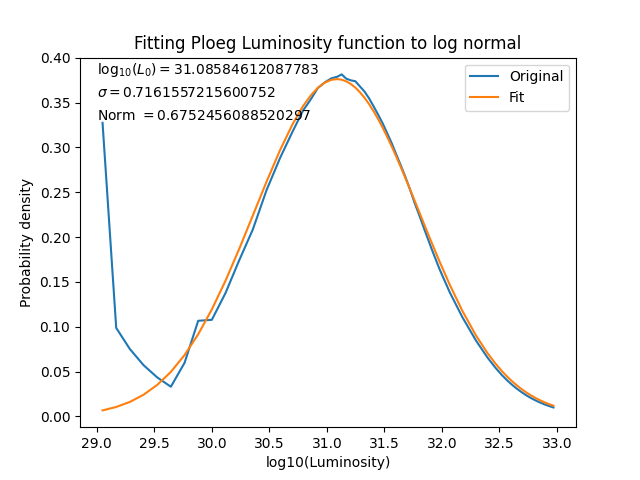 Fitting Ploeg Luminosity function to log normal
log10(L0) = 31.08584612087783
σ = 0.7161557215600752
Norm = 0.6752456088520297
Original
Fit
Probability density
0.40
0.35
0.30
0.25
0.20
0.15
0.10
0.05
0.00
29.0 29.5 30.0 30.5 31.0 31.5 32.0 32.5 33.0
log10(Luminosity)